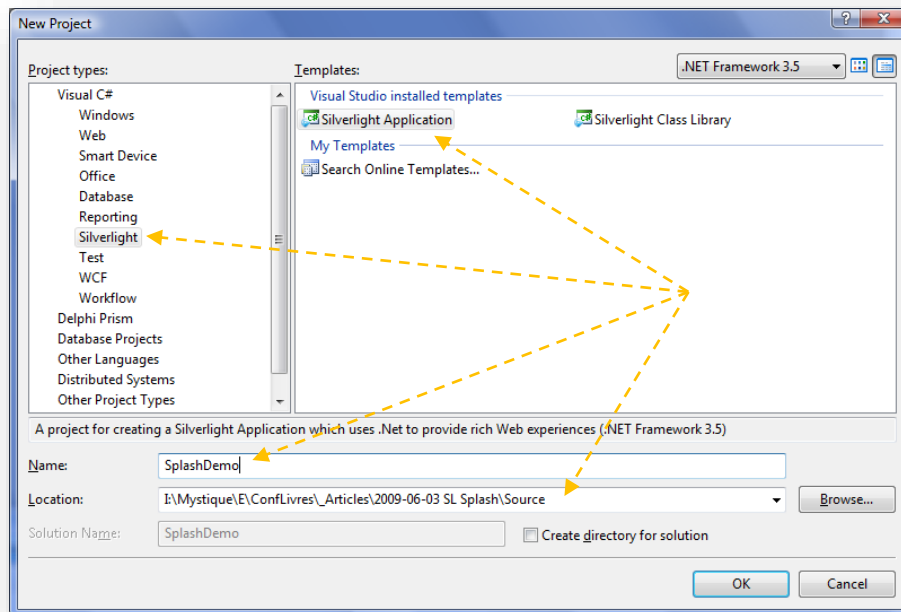 New Project
Project types:
Templates:
.NET Framework 3.5
Visual C#
Windows
Web
Smart Device
Office
Database
Reporting
Silverlight
Test
WCF
Workflow
Delphi Prism
Database Projects
Other Languages
Distributed Systems
Other Project Types
Visual Studio installed templates
Silverlight Application
Silverlight Class Library
My Templates
Search Online Templates...
A project for creating a Silverlight Application which uses .Net to provide rich Web experiences (.NET Framework 3.5)
Name:
SplashDemo
Location:
I:\Mystique\E\ConfLivres\_Articles\2009-06-03 SL Splash\Source
Browse...
Solution Name:
SplashDemo
Create directory for solution
OK
Cancel